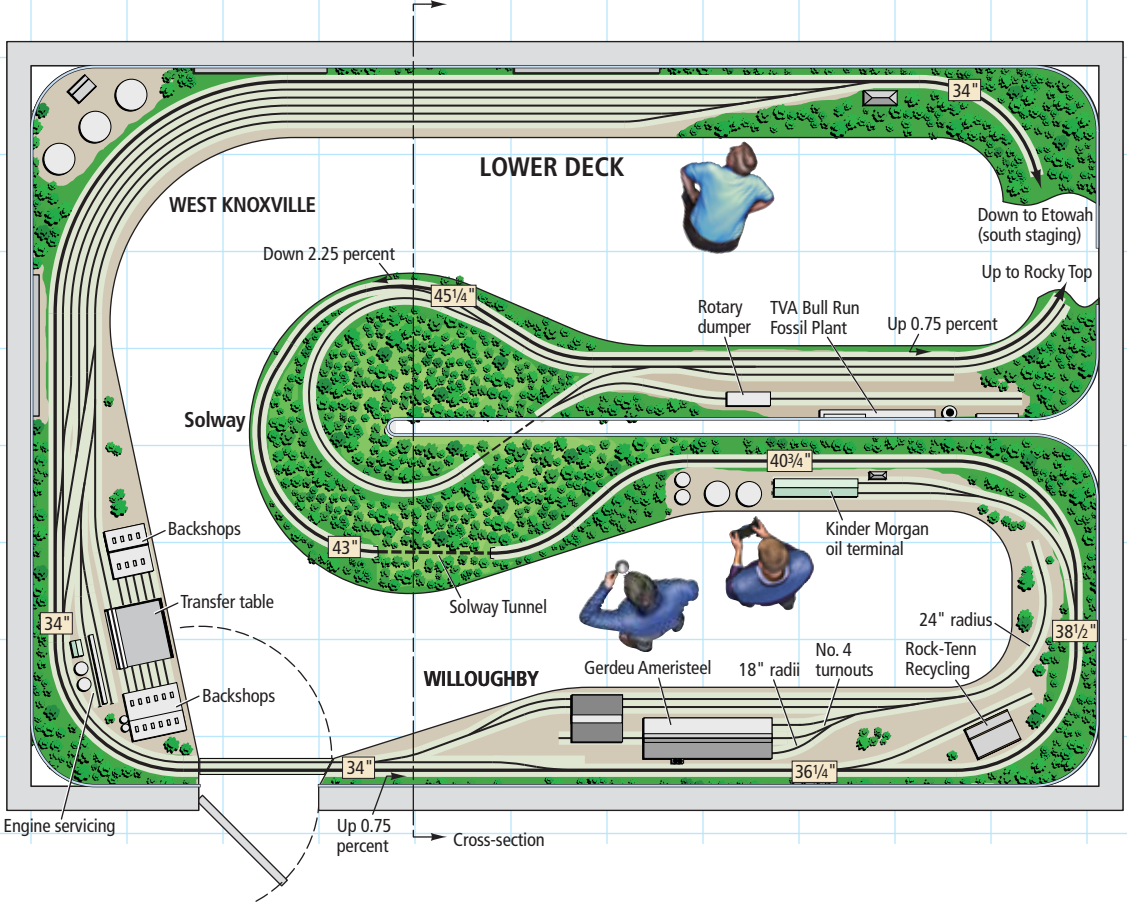 34"
LOWER DECK
WEST KNOXVILLE
Down to Etowah
(south staging)
Down 2.25 percent
Up to Rocky Top
45¼"
Rotary
dumper
TVA Bull Run
Fossil Plant
Up 0.75 percent
Solway
40¾"
Backshops
Kinder Morgan
oil terminal
43"
Solway Tunnel
Transfer table
34"
24" radius
38½"
Gerdeu Ameristeel
18" radii
No. 4
turnouts
Rock-Tenn
Recycling
WILLOUGHBY
Backshops
34"
36¼"
Engine servicing
Up 0.75
percent
Cross-section